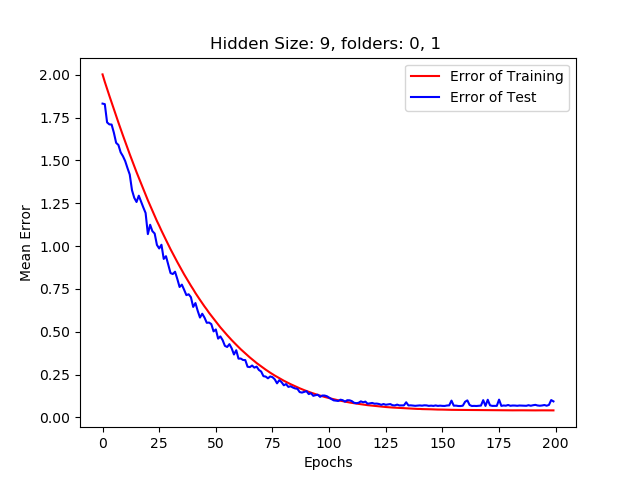 Hidden Size: 9, folders: 0, 1
Error of Training
Error of Test
Mean Error
2.00
1.75
1.50
1.25
1.00
0.75
0.50
0.25
0.00
0 25 50 75 100 125 150 175 200
Epochs